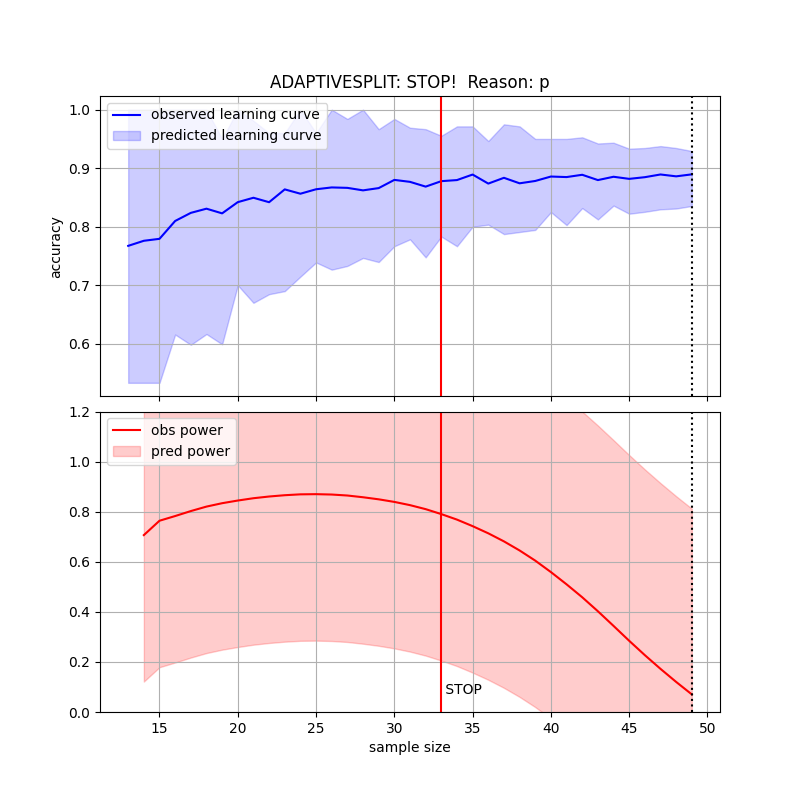 ADAPTIVESPLIT: STOP!  Reason: p
observed learning curve
predicted learning curve
1.0
0.9
0.8
0.7
0.6
accuracy
obs power
pred power
1.2
1.0
0.8
0.6
0.4
0.2
0.0
STOP
15 20 25 30 35 40 45 50
sample size